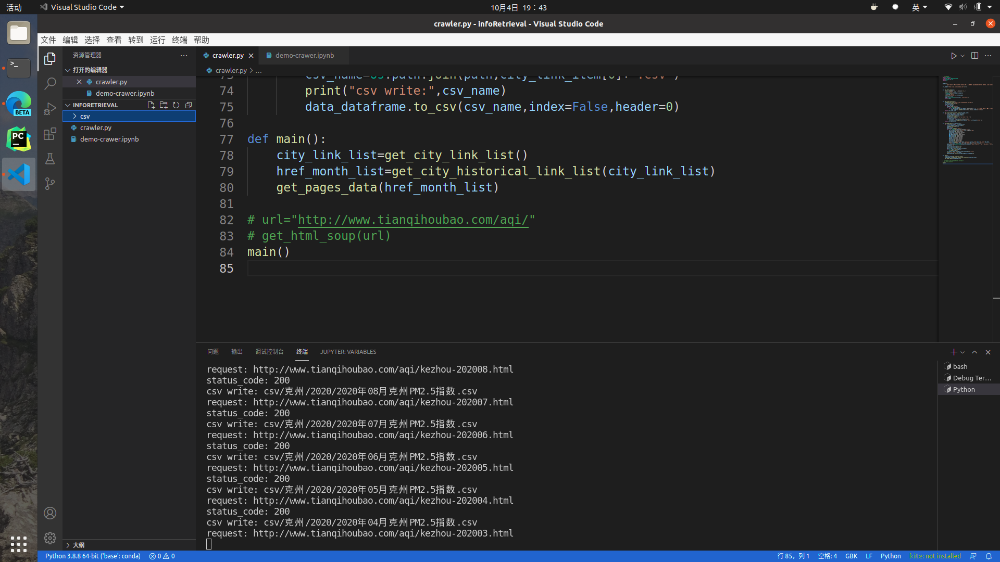 活动
Visual Studio Code
10月4日 19：43
英
crawler.py - infoRetrieval - Visual Studio Code
文件 编辑 选择 查看 转到 运行 终端 帮助
BETA
PC
资源管理器
打开的编辑器
crawler.py
demo-crawer.ipynb
INFORETRIEVAL
csv
crawler.py
demo-crawer.ipynb
大纲
crawler.py
demo-crawer.ipynb
crawler.py > ...
73 csv_name=os.path.join(path,city_link_item[0]+".csv")
74 print("csv write:",csv_name)
75 data_dataframe.to_csv(csv_name,index=False,header=0)
76
77 def main():
78 city_link_list=get_city_link_list()
79 href_month_list=get_city_historical_link_list(city_link_list)
80 get_pages_data(href_month_list)
81
82 # url="http://www.tianqihoubao.com/aqi/"
83 # get_html_soup(url)
84 main()
85
问题 输出 调试控制台 终端 JUPYTER: VARIABLES
request: http://www.tianqihoubao.com/aqi/kezhou-202008.html
status_code: 200
csv write: csv/克州/2020/2020年08月克州PM2.5指数.csv
request: http://www.tianqihoubao.com/aqi/kezhou-202007.html
status_code: 200
csv write: csv/克州/2020/2020年07月克州PM2.5指数.csv
request: http://www.tianqihoubao.com/aqi/kezhou-202006.html
status_code: 200
csv write: csv/克州/2020/2020年06月克州PM2.5指数.csv
request: http://www.tianqihoubao.com/aqi/kezhou-202005.html
status_code: 200
csv write: csv/克州/2020/2020年05月克州PM2.5指数.csv
request: http://www.tianqihoubao.com/aqi/kezhou-202004.html
status_code: 200
csv write: csv/克州/2020/2020年04月克州PM2.5指数.csv
request: http://www.tianqihoubao.com/aqi/kezhou-202003.html
bash
Debug Ter...
Python
Python 3.8.8 64-bit ('base': conda) 0 0
行 85，列 1 空格: 4 GBK LF Python kite: not installed